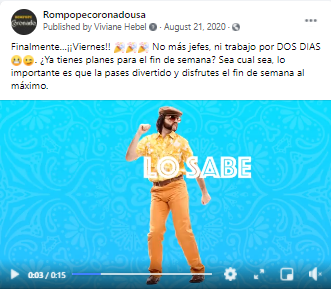 Rompopecoronadousa
Published by Viviane Hebel · August 21, 2020 ·
Finalmente...¡¡Viernes!! 🎉🎉🎉 No más jefes, ni trabajo por DOS DIAS
😬😜. ¿Ya tienes planes para el fin de semana? Sea cual sea, lo
importante es que la pases divertido y disfrutes el fin de semana al
máximo.
LO SABE
0:03 / 0:15
Coronado